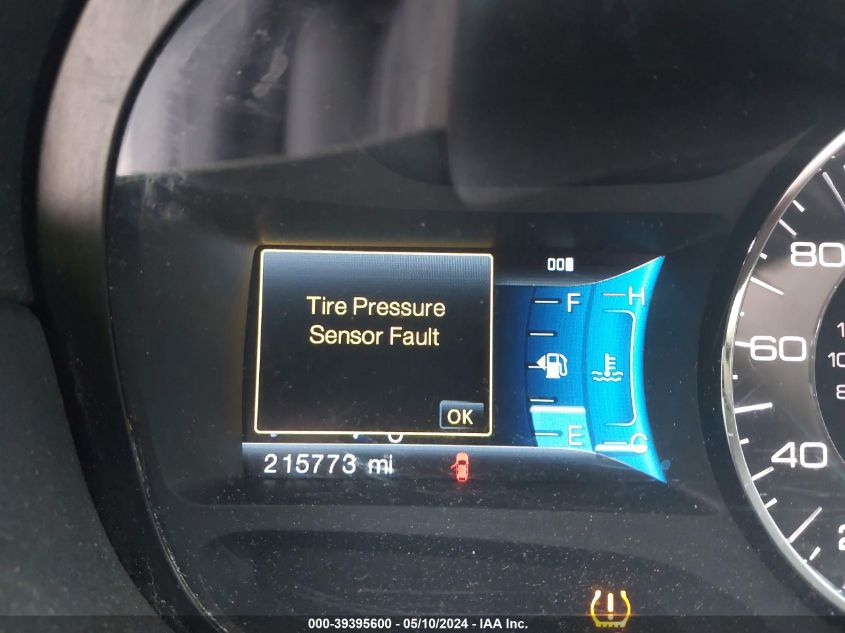 Tire Pressure
Sensor Fault
OK
F
H
E
C
215773 mi
80
60
40
000-39395600 - 05/10/2024 - IAA Inc.